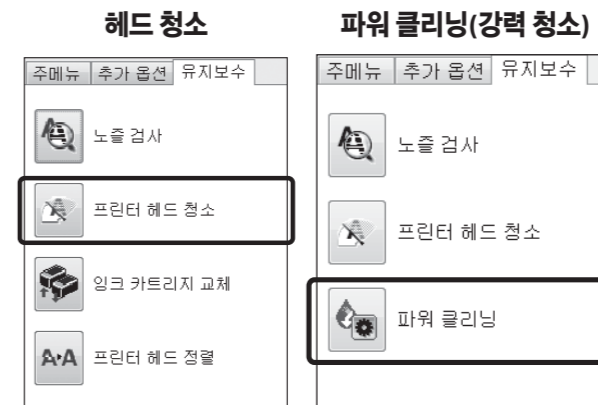 헤드 청소
주메뉴 추가 옵션 유지보수
노즐 검사
프린터 헤드 청소
잉크 카트리지 교체
프린터 헤드 정렬
파워 클리닝(강력 청소)
주메뉴 추가 옵션 유지보수
노즐 검사
프린터 헤드 청소
파워 클리닝